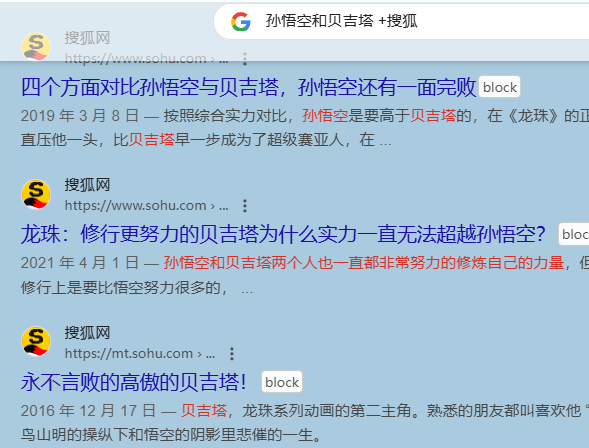 孙悟空和贝吉塔 +搜狐
搜狐网
https://www.sohu.com › ...
四个方面对比孙悟空与贝吉塔，孙悟空还有一面完败 block
2019 年 3 月 8 日 — 按照综合实力对比，孙悟空是要高于贝吉塔的，在《龙珠》的正
直压他一头，比贝吉塔早一步成为了超级赛亚人，在 ...
搜狐网
https://www.sohu.com › ...
龙珠：修行更努力的贝吉塔为什么实力一直无法超越孙悟空？ bloc
2021 年 4 月 1 日 — 孙悟空和贝吉塔两个人也一直都非常努力的修炼自己的力量，但
修行上是要比悟空努力很多的， ...
搜狐网
https://mt.sohu.com › ...
永不言败的高傲的贝吉塔！ block
2016 年 12 月 17 日 — 贝吉塔，龙珠系列动画的第二主角。熟悉的朋友都叫喜欢他 “
鸟山明的操纵下和悟空的阴影里悲催的一生。